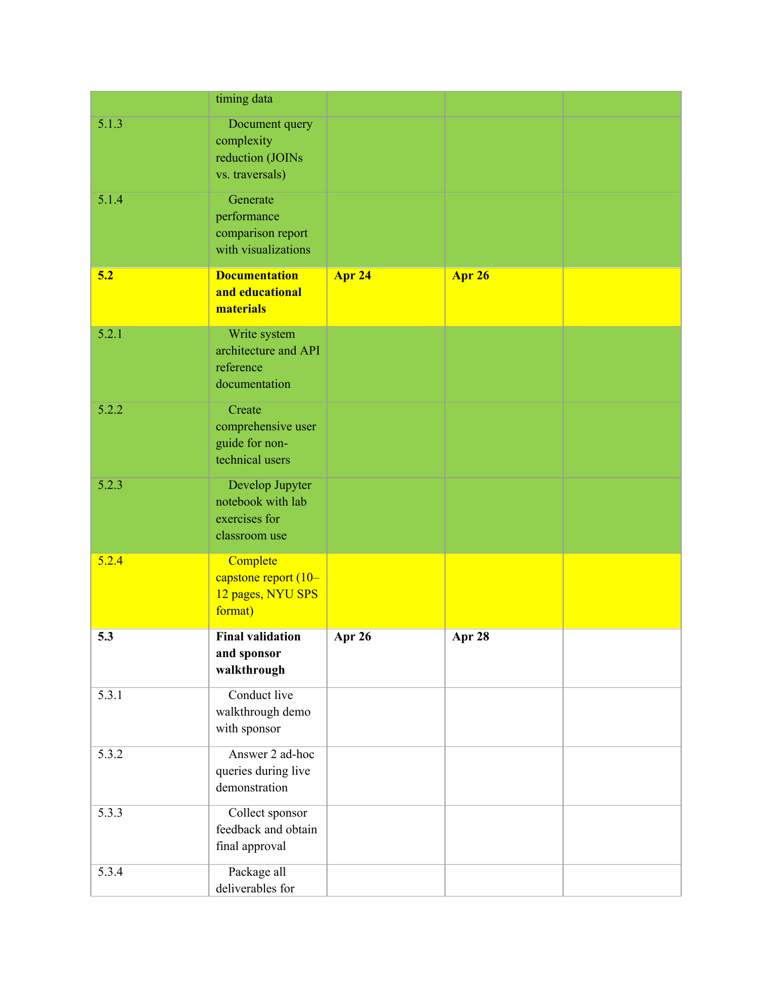 timing data
5.1.3 Document query
complexity
reduction (JOINs
vs. traversals)
5.1.4 Generate
performance
comparison report
with visualizations
5.2 Documentation Apr 24 Apr 26
and educational
materials
5.2.1 Write system
architecture and API
reference
documentation
5.2.2 Create
comprehensive user
guide for non-
technical users
5.2.3 Develop Jupyter
notebook with lab
exercises for
classroom use
5.2.4 Complete
capstone report (10–
12 pages, NYU SPS
format)
5.3 Final validation Apr 26 Apr 28
and sponsor
walkthrough
5.3.1 Conduct live
walkthrough demo
with sponsor
5.3.2 Answer 2 ad-hoc
queries during live
demonstration
5.3.3 Collect sponsor
feedback and obtain
final approval
5.3.4 Package all
deliverables for